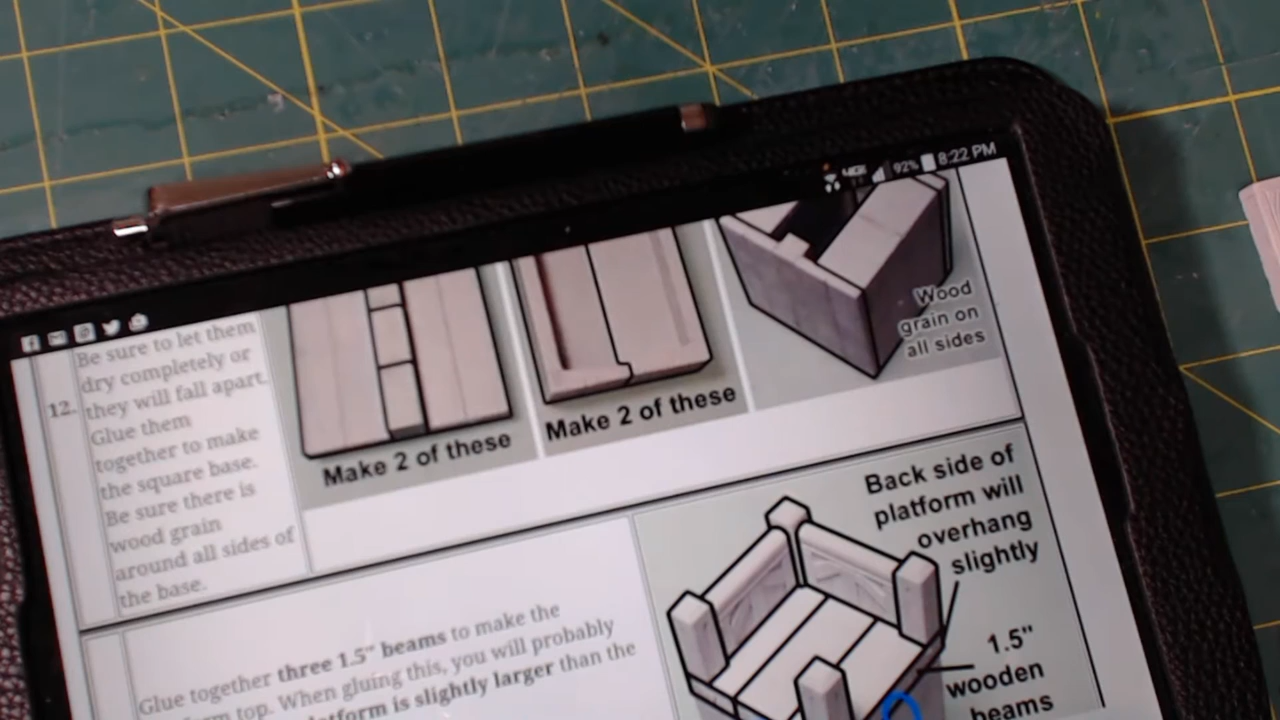 92% 8:22 PM
12.
Be sure to let them
dry completely or
they will fall apart.
Glue them
together to make
the square base.
Be sure there is
wood grain
around all sides of
the base.
Make 2 of these
Make 2 of these
Wood
grain on
all sides
Glue together three 1.5" beams to make the
top. When gluing this, you will probably
platform is slightly larger than the
Back side of
platform will
overhang
slightly
1.5"
wooden
beams